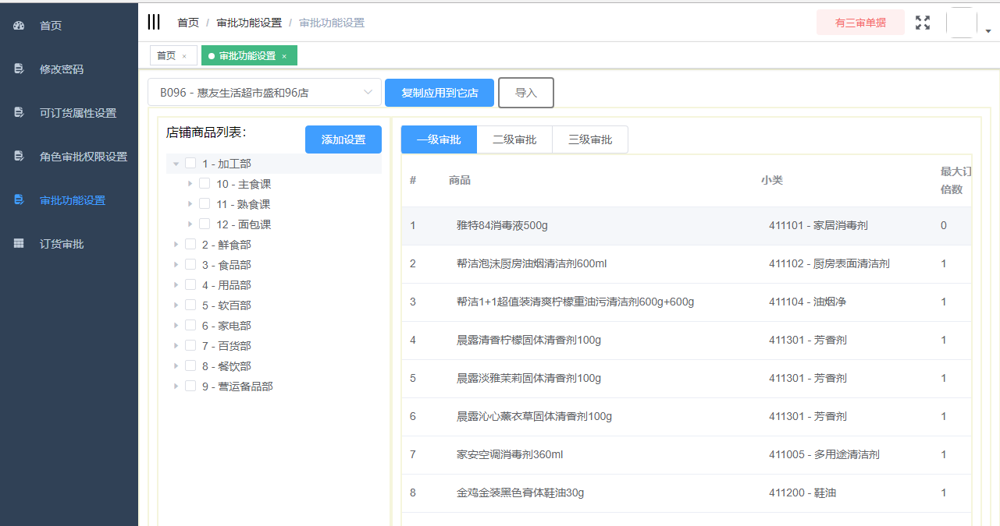 首页
修改密码
可订货属性设置
角色审批权限设置
审批功能设置
订货审批
首页 / 审批功能设置 / 审批功能设置
有三审单据
首页 ×
审批功能设置 ×
B096 - 惠友生活超市盛和96店
复制应用到它店
导入
店铺商品列表:
添加设置
1 - 加工部
10 - 主食课
11 - 熟食课
12 - 面包课
2 - 鲜食部
3 - 食品部
4 - 用品部
5 - 软百部
6 - 家电部
7 - 百货部
8 - 餐饮部
9 - 营运备品部
一级审批 二级审批 三级审批
# 商品 小类 最大订
倍数
1 雅特84消毒液500g 411101 - 家居消毒剂 0
2 帮洁泡沫厨房油烟清洁剂600ml 411102 - 厨房表面清洁剂 1
3 帮洁1+1超值装清爽柠檬重油污清洁剂600g+600g 411104 - 油烟净 1
4 晨露清香柠檬固体清香剂100g 411301 - 芳香剂 1
5 晨露淡雅茉莉固体清香剂100g 411301 - 芳香剂 1
6 晨露沁心薰衣草固体清香剂100g 411301 - 芳香剂 1
7 家安空调消毒剂360ml 411005 - 多用途清洁剂 1
8 金鸡金装黑色膏体鞋油30g 411200 - 鞋油 1